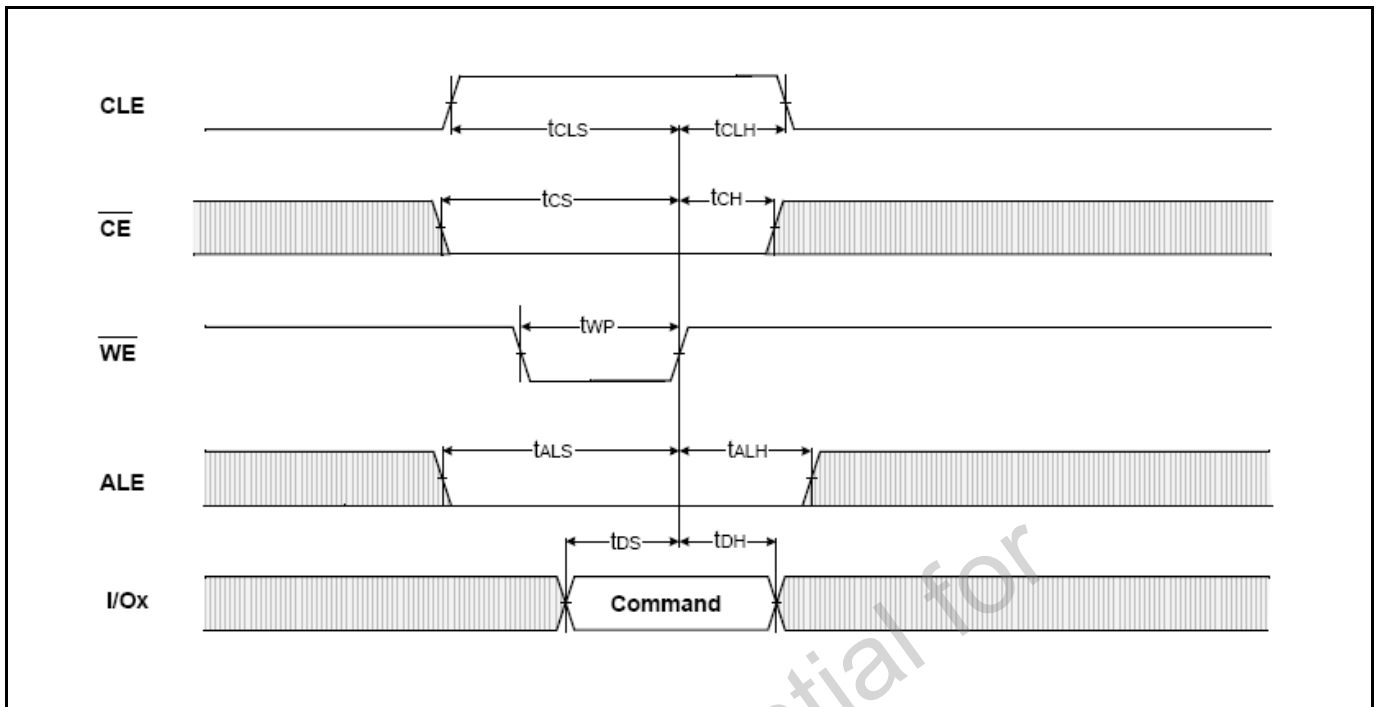 CLE
tCLS
tCLH
CE
tCS
tCH
WE
tWP
ALE
tALS
tALH
tDS
tDH
I/Ox
Command
tial for